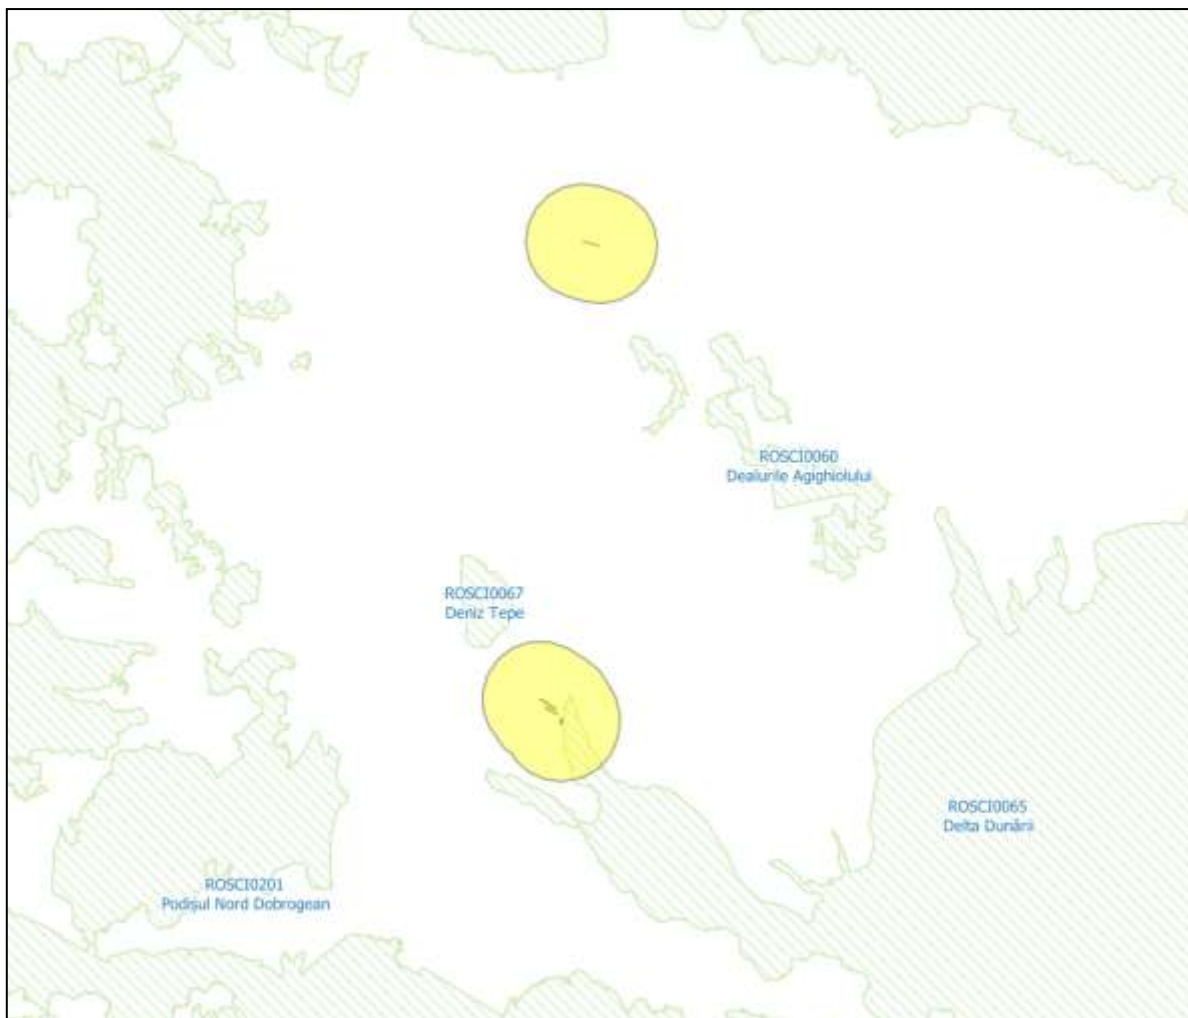 ROSCI0060
Dealurile Agighiolului
ROSCI0067
Deniz Tepe
ROSCI0065
Delta Dunării
ROSCI0201
Podișul Nord Dobrogean